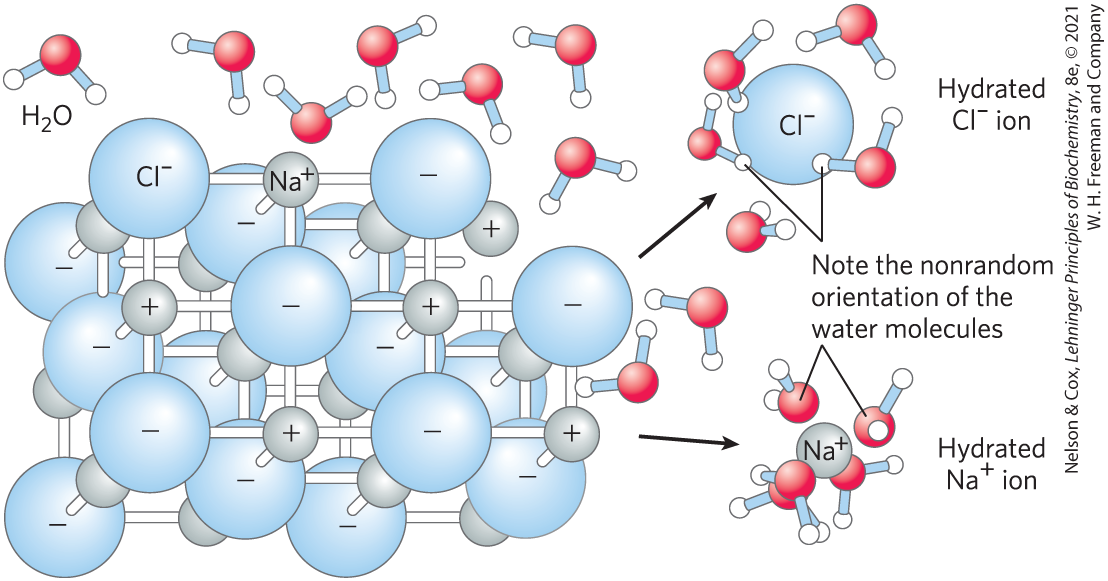 H₂O
Cl⁻
Na⁺
−
−
+
−
+
−
+
−
−
−
−
+
+
−
−
−
−
−
Cl⁻
Hydrated
Cl⁻ ion
Note the nonrandom
orientation of the
water molecules
Na⁺
Hydrated
Na⁺ ion
Nelson & Cox, Lehninger Principles of Biochemistry, 8e, © 2021
W. H. Freeman and Company